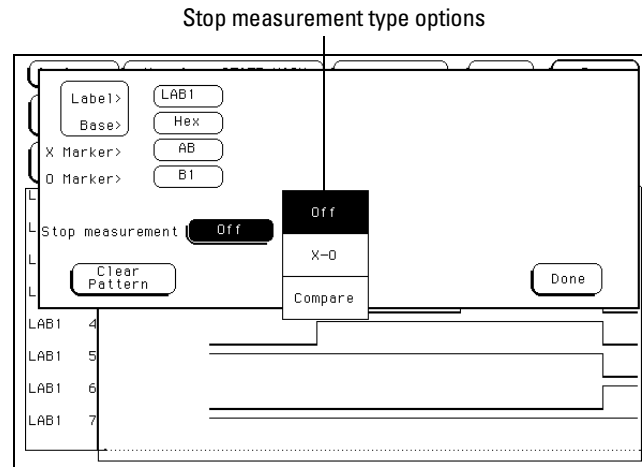 Stop measurement type options
Label> LAB1
Base> Hex
X Marker> AB
O Marker> B1
Stop measurement Off
Off
X-O
Compare
Clear
Pattern
Done
LAB1 4
LAB1 5
LAB1 6
LAB1 7